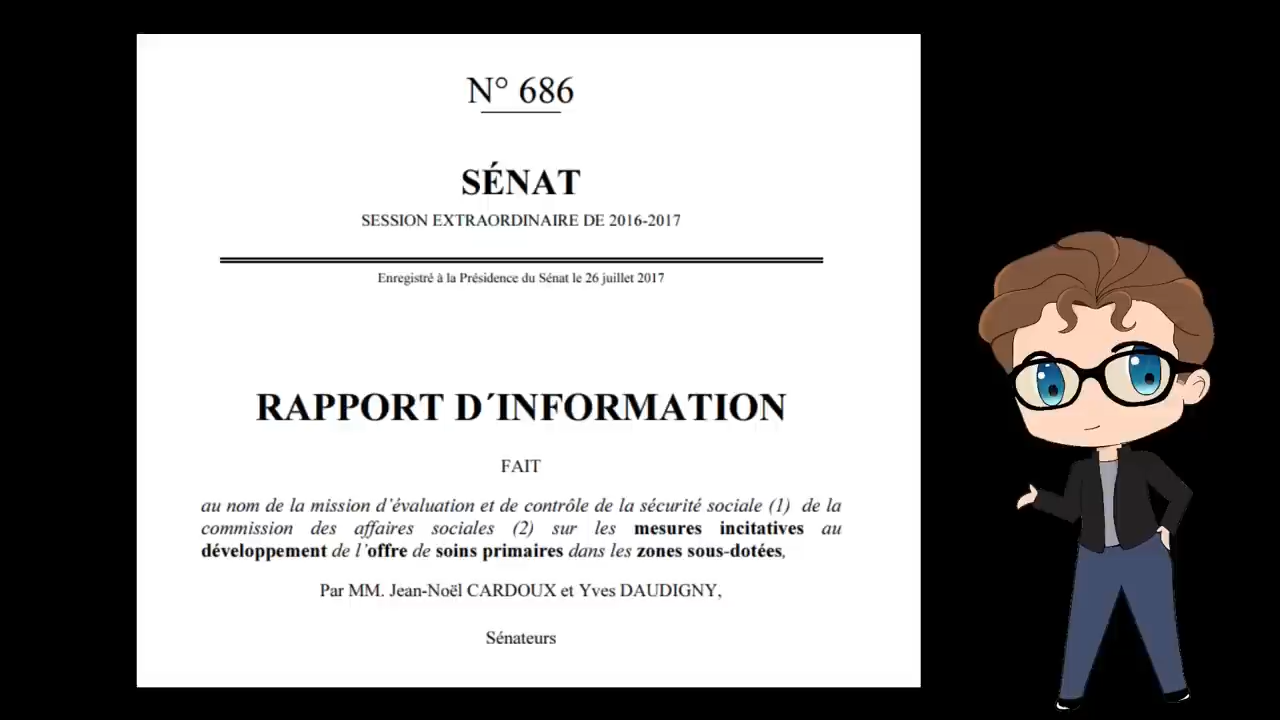 N° 686
SÉNAT
SESSION EXTRAORDINAIRE DE 2016-2017
Enregistré à la Présidence du Sénat le 26 juillet 2017
RAPPORT D´INFORMATION
FAIT
au nom de la mission d’évaluation et de contrôle de la sécurité sociale (1) de la
commission des affaires sociales (2) sur les mesures incitatives au
développement de l’offre de soins primaires dans les zones sous-dotées,
Par MM. Jean-Noël CARDOUX et Yves DAUDIGNY,
Sénateurs